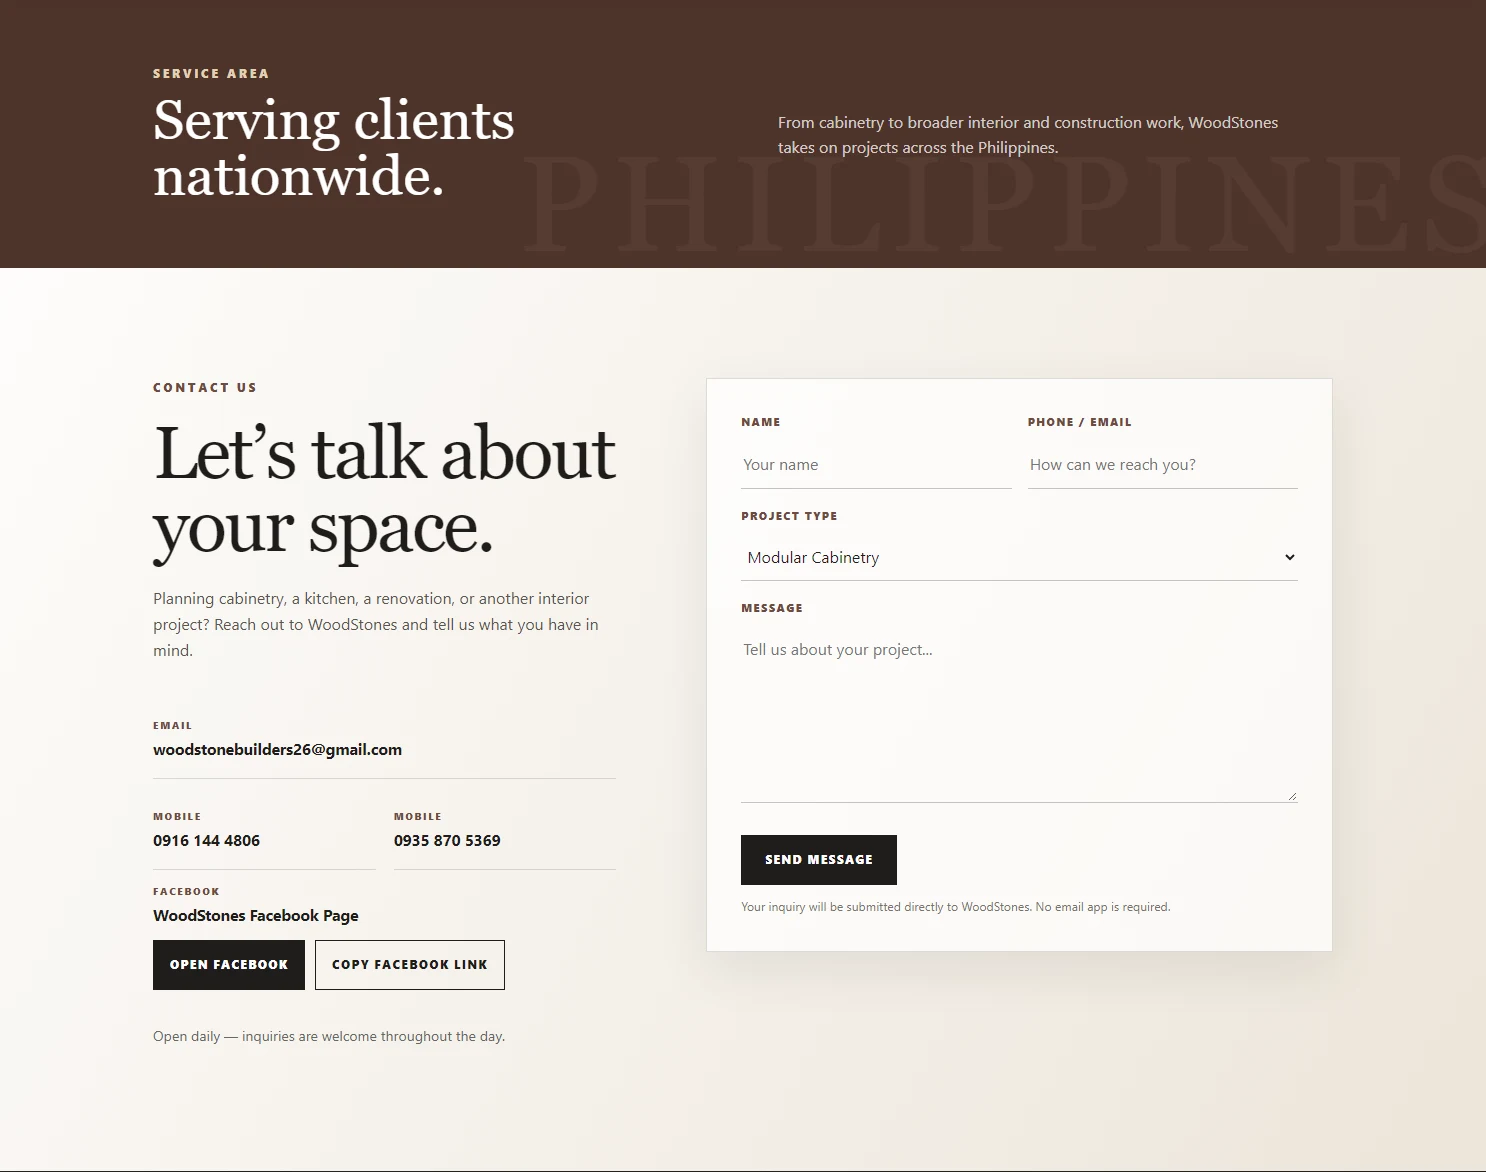 SERVICE AREA
Serving clients
nationwide.
From cabinetry to broader interior and construction work, WoodStones
takes on projects across the Philippines.
PHILIPPINES
CONTACT US
Let’s talk about
your space.
Planning cabinetry, a kitchen, a renovation, or another interior
project? Reach out to WoodStones and tell us what you have in
mind.
EMAIL
woodstonebuilders26@gmail.com
MOBILE
0916 144 4806
MOBILE
0935 870 5369
FACEBOOK
WoodStones Facebook Page
OPEN FACEBOOK
COPY FACEBOOK LINK
Open daily — inquiries are welcome throughout the day.
NAME
Your name
PHONE / EMAIL
How can we reach you?
PROJECT TYPE
Modular Cabinetry
MESSAGE
Tell us about your project...
SEND MESSAGE
Your inquiry will be submitted directly to WoodStones. No email app is required.